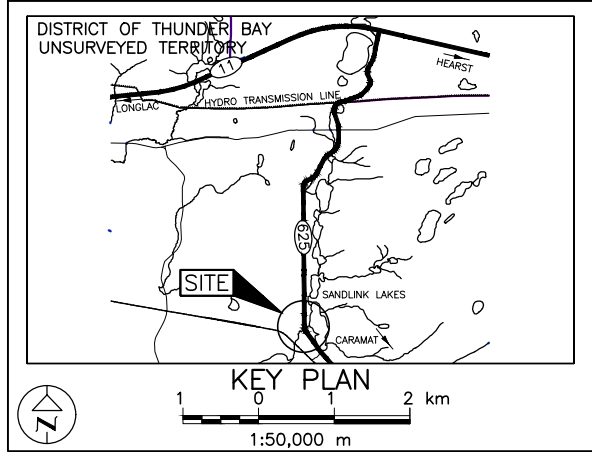 DISTRICT OF THUNDER BAY
UNSURVEYED TERRITORY
11
HEARST
LONGLAC
HYDRO TRANSMISSION LINE
625
SITE
SANDLINK LAKES
CARAMAT
KEY PLAN
N
1 0 1 2 km
1:50,000 m